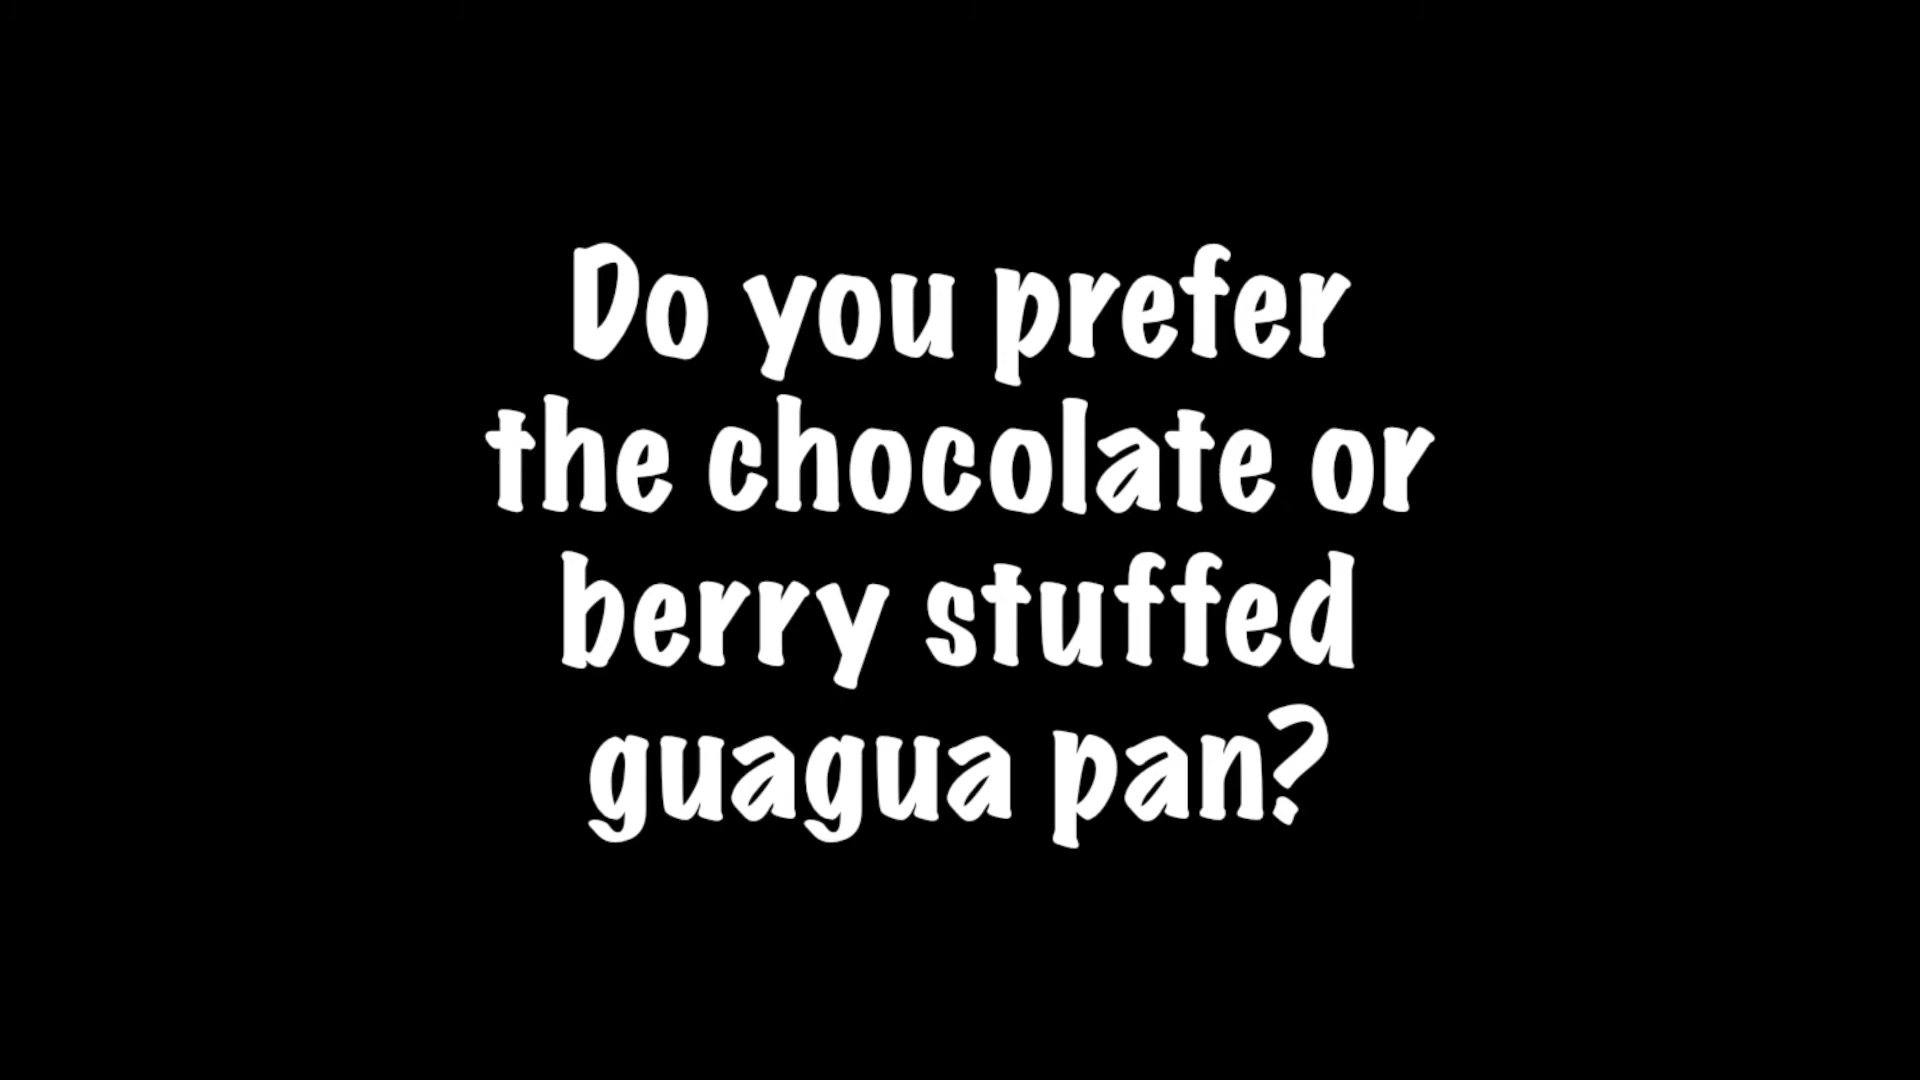 Do you prefer
the chocolate or
berry stuffed
guagua pan?